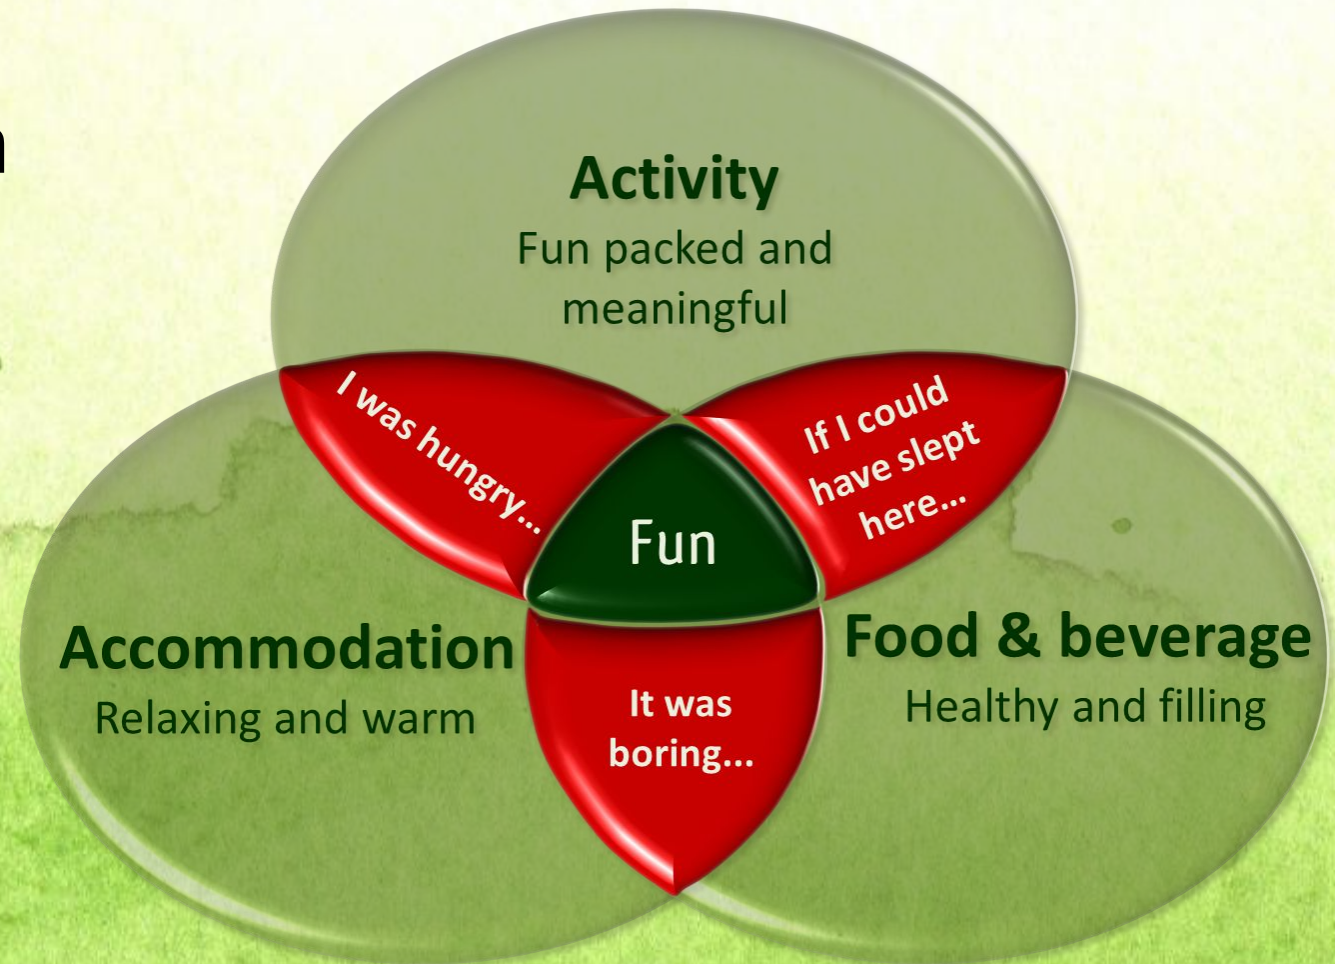 Activity
Fun packed and
meaningful
I was hungry...
If I could
have slept
here...
Fun
Accommodation
Relaxing and warm
Food & beverage
Healthy and filling
It was
boring...